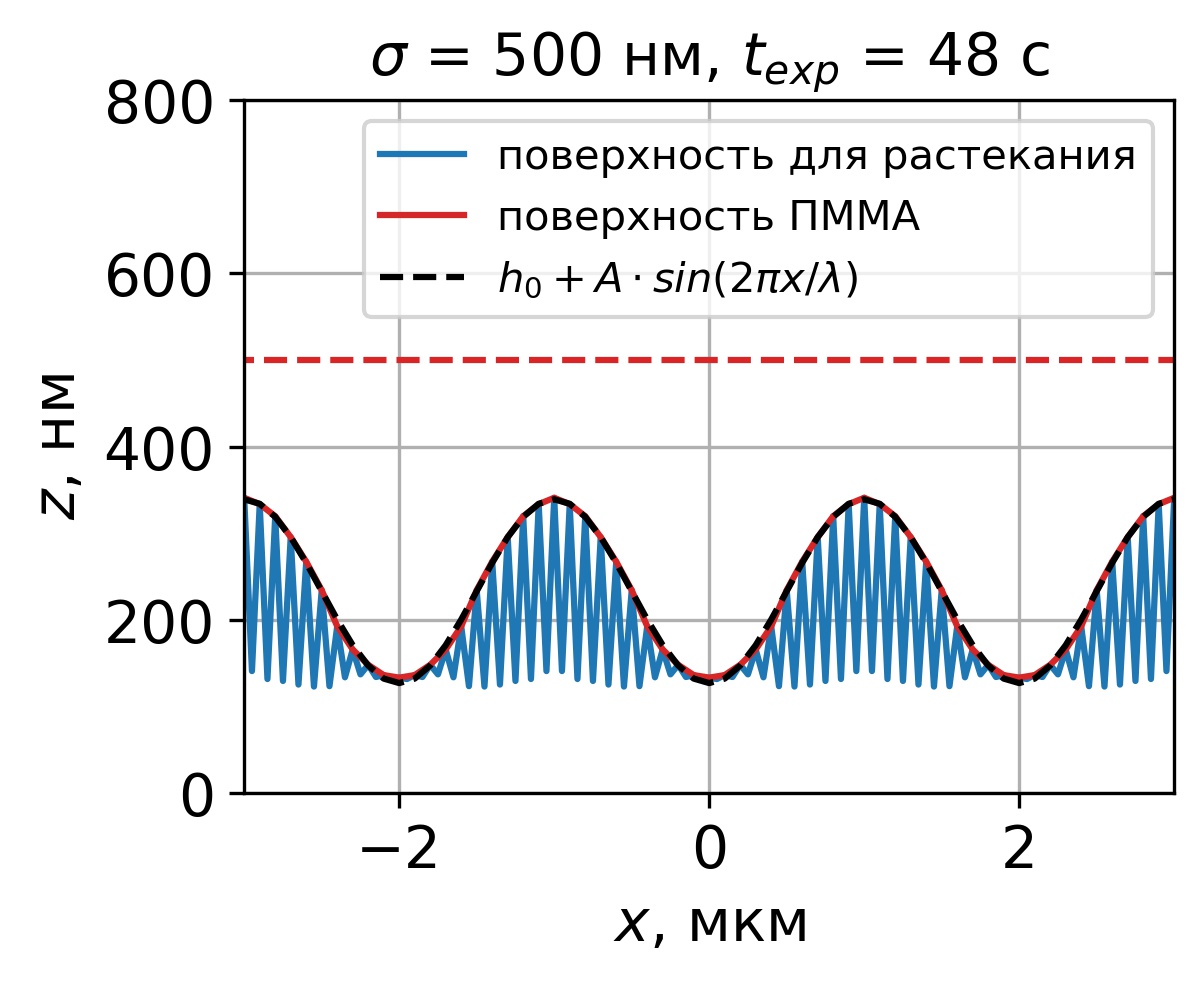 σ = 500 нм, t_exp = 48 с
800
600
400
200
0
z, нм
поверхность для растекания
поверхность ПММА
h₀ + A · sin(2πx/λ)
−2
0
2
x, мкм